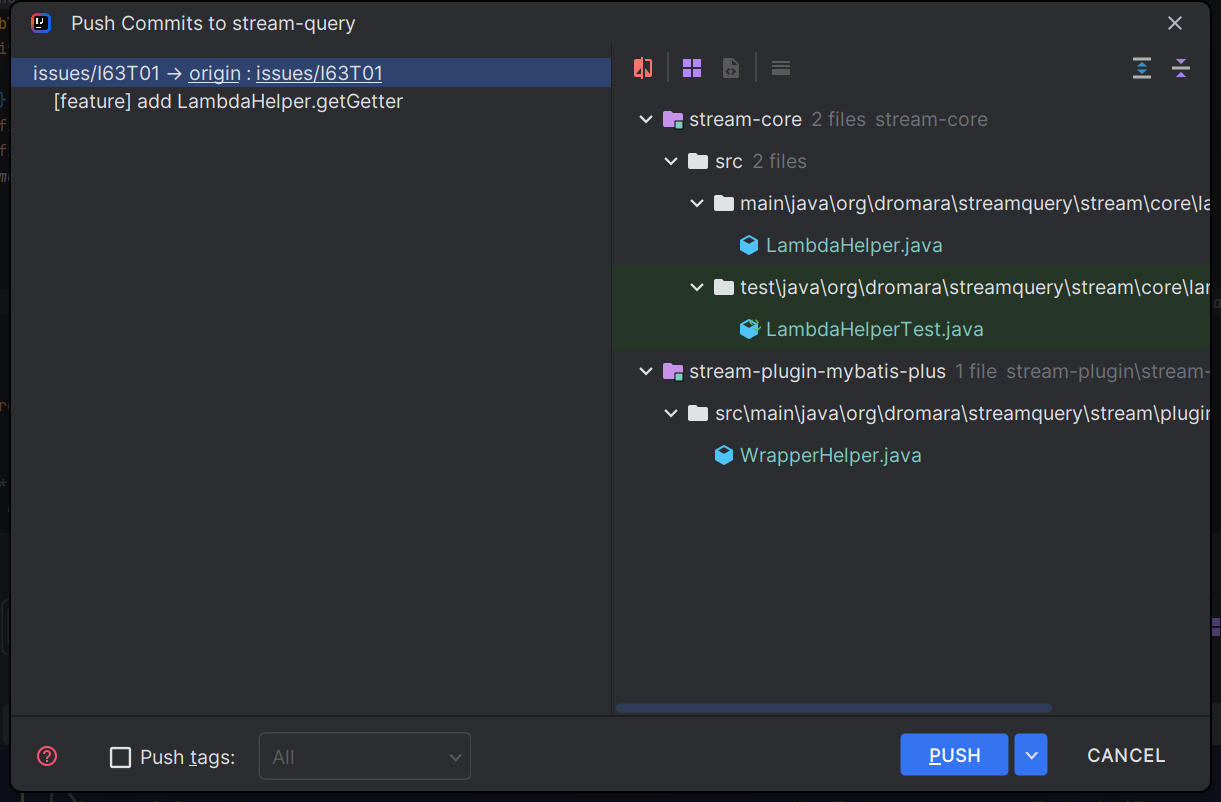 Push Commits to stream-query
issues/I63T01 → origin : issues/I63T01
[feature] add LambdaHelper.getGetter
stream-core 2 files stream-core
src 2 files
main\java\org\dromara\streamquery\stream\core\la
LambdaHelper.java
test\java\org\dromara\streamquery\stream\core\lar
LambdaHelperTest.java
stream-plugin-mybatis-plus 1 file stream-plugin\stream-
src\main\java\org\dromara\streamquery\stream\plugin
WrapperHelper.java
Push tags:
All
PUSH
CANCEL